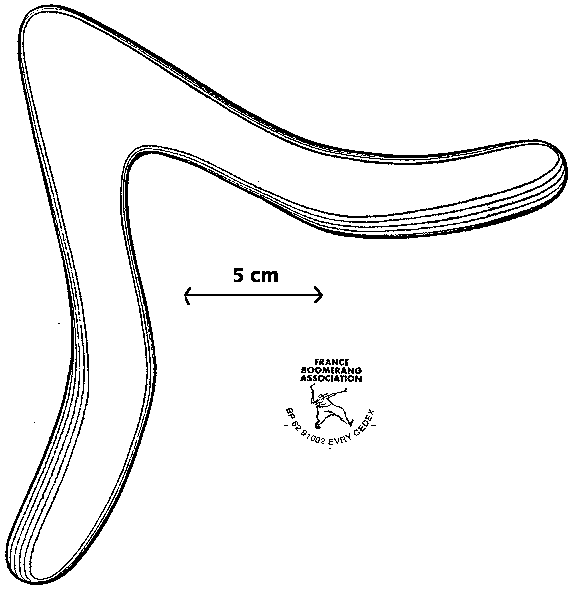 5 cm
FRANCE
BOOMERANG
ASSOCIATION
BP 62 91002 EVRY CEDEX